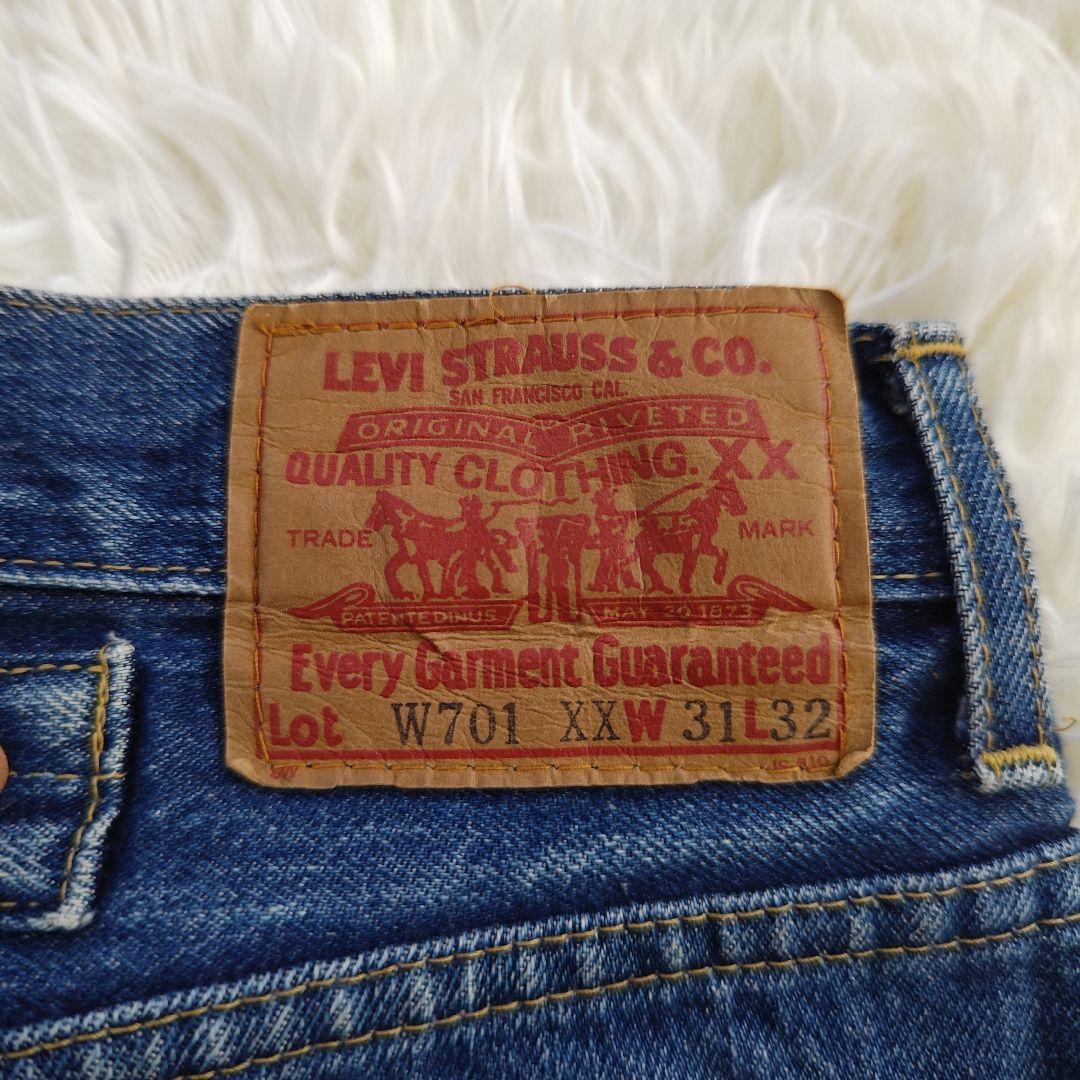 LEVI STRAUSS & CO.
SAN FRANCISCO CAL.
ORIGINAL RIVETED
QUALITY CLOTHING. XX
TRADE MARK
PATENTED IN U.S. MAY 20 1873
Every Garment Guaranteed
Lot W701 XX W 31 L 32